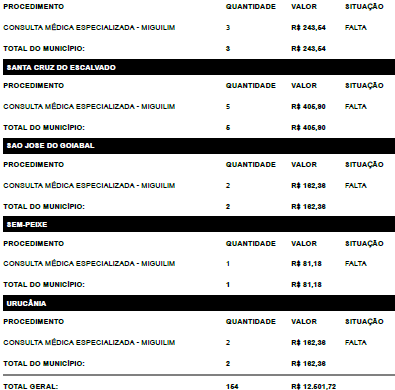 PROCEDIMENTO QUANTIDADE VALOR SITUAÇÃO
CONSULTA MÉDICA ESPECIALIZADA - MIGUILIM 3 R$ 243,54 FALTA
TOTAL DO MUNICÍPIO: 3 R$ 243,54
SANTA CRUZ DO ESCALVADO
PROCEDIMENTO QUANTIDADE VALOR SITUAÇÃO
CONSULTA MÉDICA ESPECIALIZADA - MIGUILIM 5 R$ 405,90 FALTA
TOTAL DO MUNICÍPIO: 5 R$ 405,90
SAO JOSE DO GOIABAL
PROCEDIMENTO QUANTIDADE VALOR SITUAÇÃO
CONSULTA MÉDICA ESPECIALIZADA - MIGUILIM 2 R$ 162,36 FALTA
TOTAL DO MUNICÍPIO: 2 R$ 162,36
SEM-PEIXE
PROCEDIMENTO QUANTIDADE VALOR SITUAÇÃO
CONSULTA MÉDICA ESPECIALIZADA - MIGUILIM 1 R$ 81,18 FALTA
TOTAL DO MUNICÍPIO: 1 R$ 81,18
URUCÂNIA
PROCEDIMENTO QUANTIDADE VALOR SITUAÇÃO
CONSULTA MÉDICA ESPECIALIZADA - MIGUILIM 2 R$ 162,36 FALTA
TOTAL DO MUNICÍPIO: 2 R$ 162,36
TOTAL GERAL: 154 R$ 12.501,72